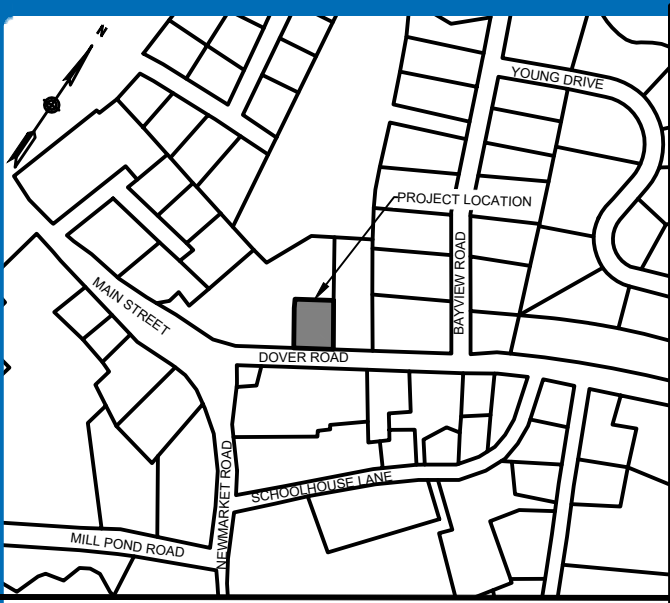 N
YOUNG DRIVE
PROJECT LOCATION
BAYVIEW ROAD
MAIN STREET
DOVER ROAD
NEWMARKET ROAD
SCHOOLHOUSE LANE
MILL POND ROAD